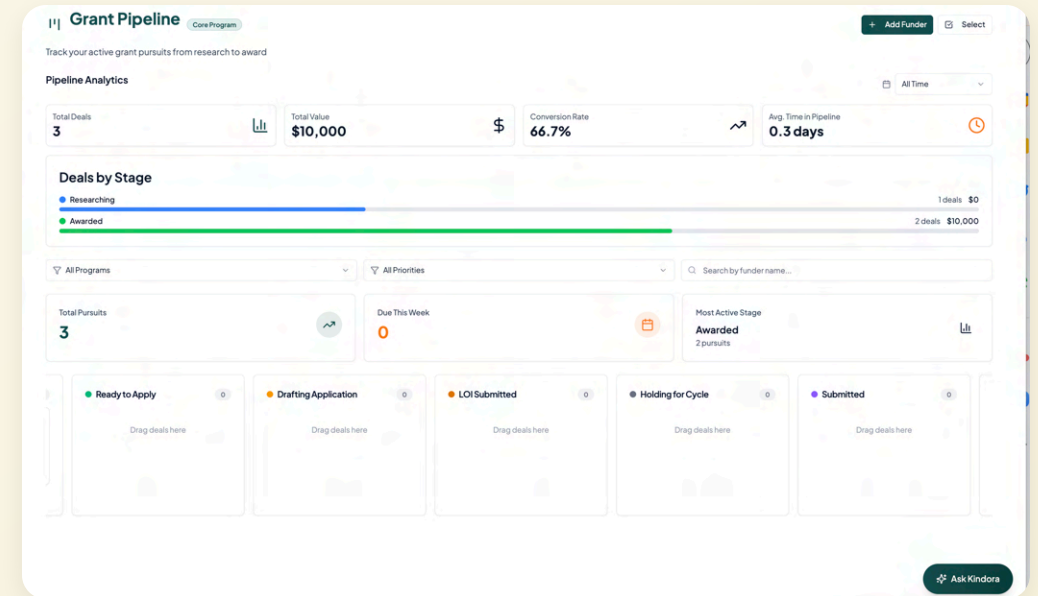 Grant Pipeline
Core Program
+ Add Funder
Select
Track your active grant pursuits from research to award
Pipeline Analytics
All Time
Total Deals
3
Total Value
$10,000
Conversion Rate
66.7%
Avg. Time in Pipeline
0.3 days
Deals by Stage
Researching
1 deals $0
Awarded
2 deals $10,000
All Programs
All Priorities
Search by funder name...
Total Pursuits
3
Due This Week
0
Most Active Stage
Awarded
2 pursuits
Ready to Apply
0
Drafting Application
0
LOI Submitted
0
Holding for Cycle
0
Submitted
0
Drag deals here
Drag deals here
Drag deals here
Drag deals here
Drag deals here
Ask Kindora